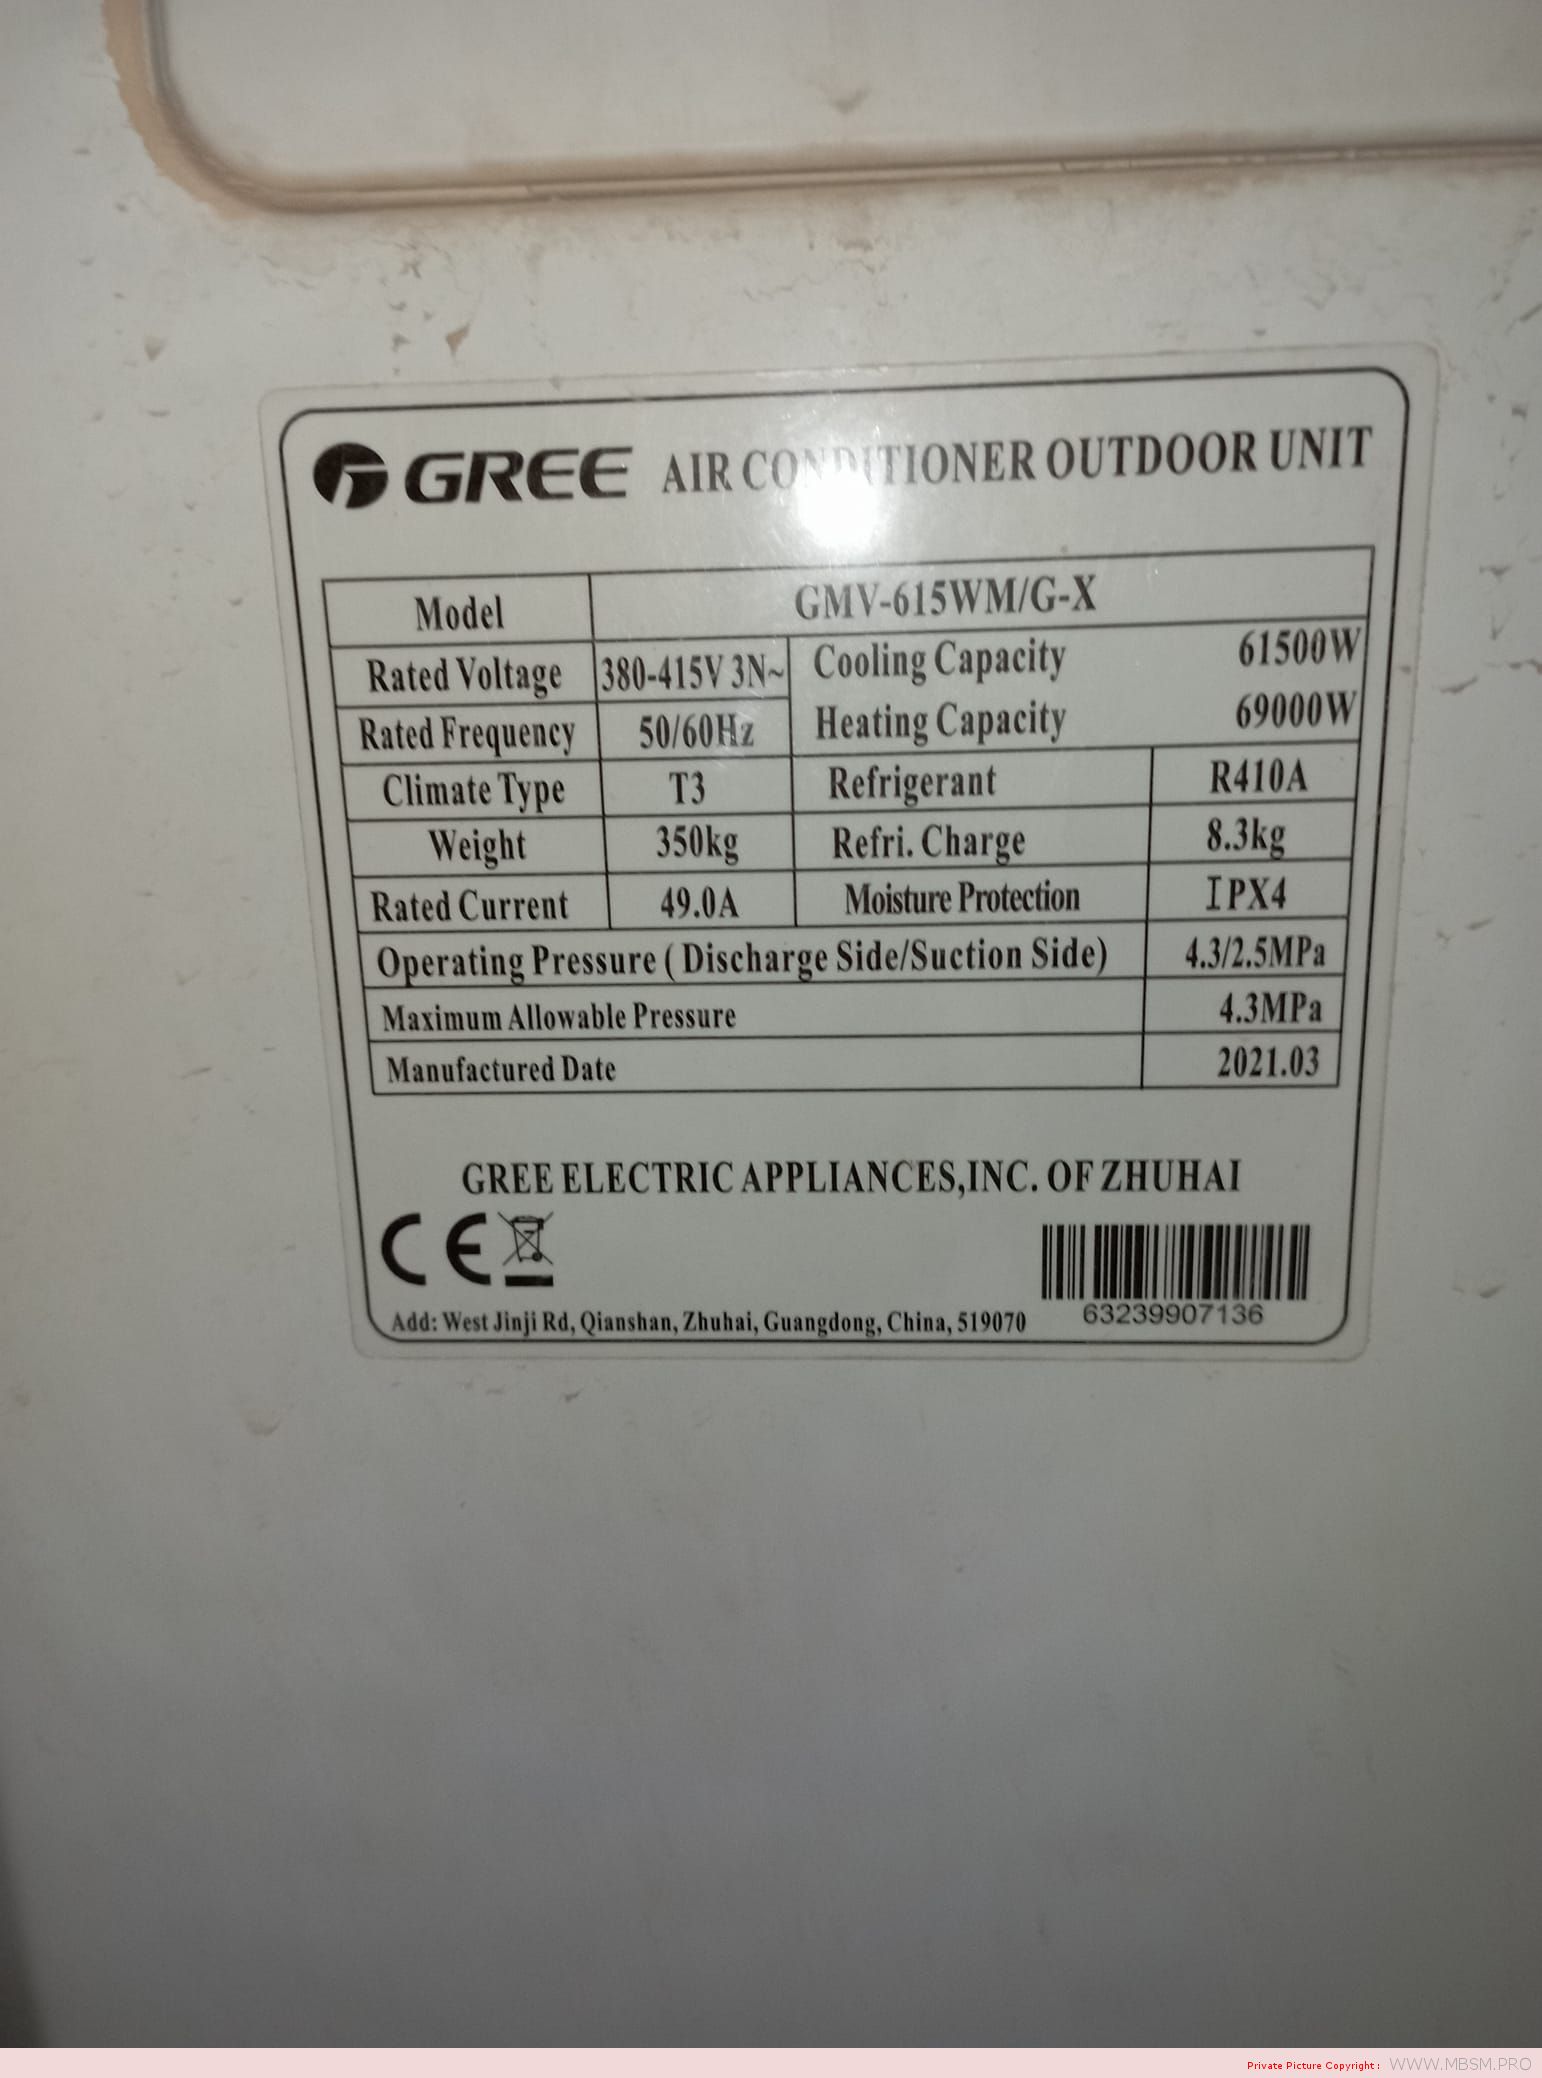 GREE AIR CONDITIONER OUTDOOR UNIT
Model GMV-615WM/G-X
Rated Voltage 380-415V 3N~ Cooling Capacity 61500W
Rated Frequency 50/60Hz Heating Capacity 69000W
Climate Type T3 Refrigerant R410A
Weight 350kg Refri. Charge 8.3kg
Rated Current 49.0A Moisture Protection IPX4
Operating Pressure ( Discharge Side/Suction Side) 4.3/2.5MPa
Maximum Allowable Pressure 4.3MPa
Manufactured Date 2021.03
GREE ELECTRIC APPLIANCES,INC. OF ZHUHAI
CE
63239907136
Add: West Jinji Rd, Qianshan, Zhuhai, Guangdong, China, 519070
Private Picture Copyright : WWW.MBSM.PRO